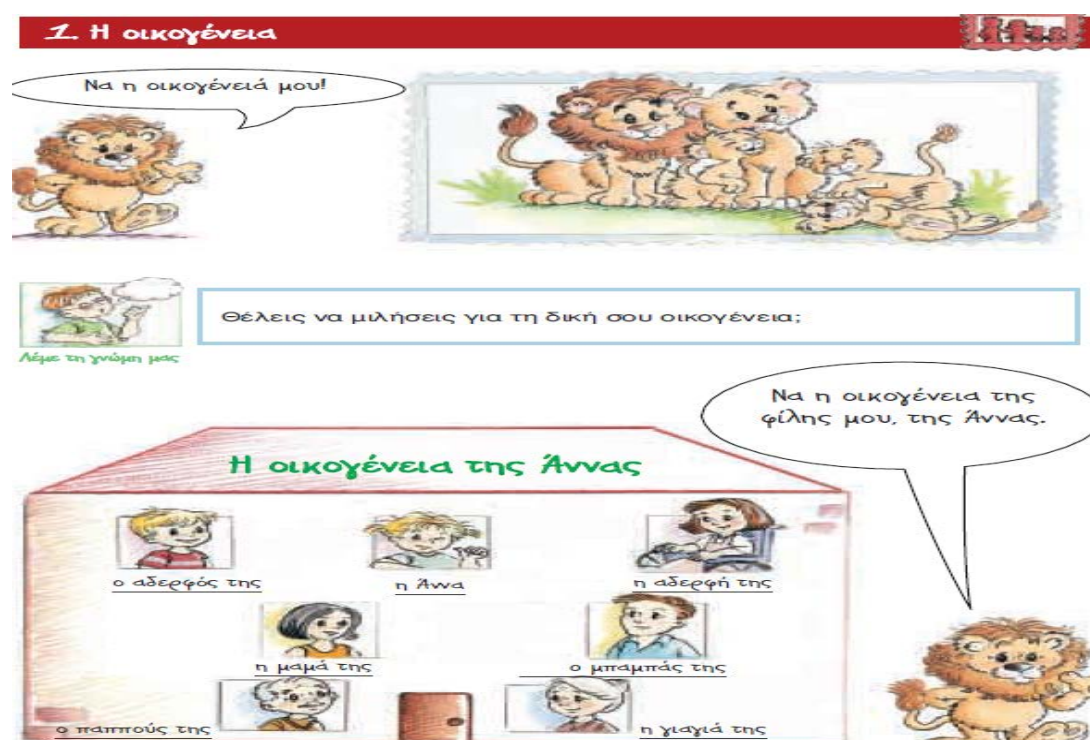 1. Η οικογένεια
Να η οικογένειά μου!
Θέλεις να μιλήσεις για τη δική σου οικογένεια;
Λέμε τη γνώμη μας
Να η οικογένεια της
φίλης μου, της Άννας.
Η οικογένεια της Άννας
ο αδερφός της
η Άννα
η αδερφή της
η μαμά της
ο μπαμπάς της
ο παππούς της
η γιαγιά της